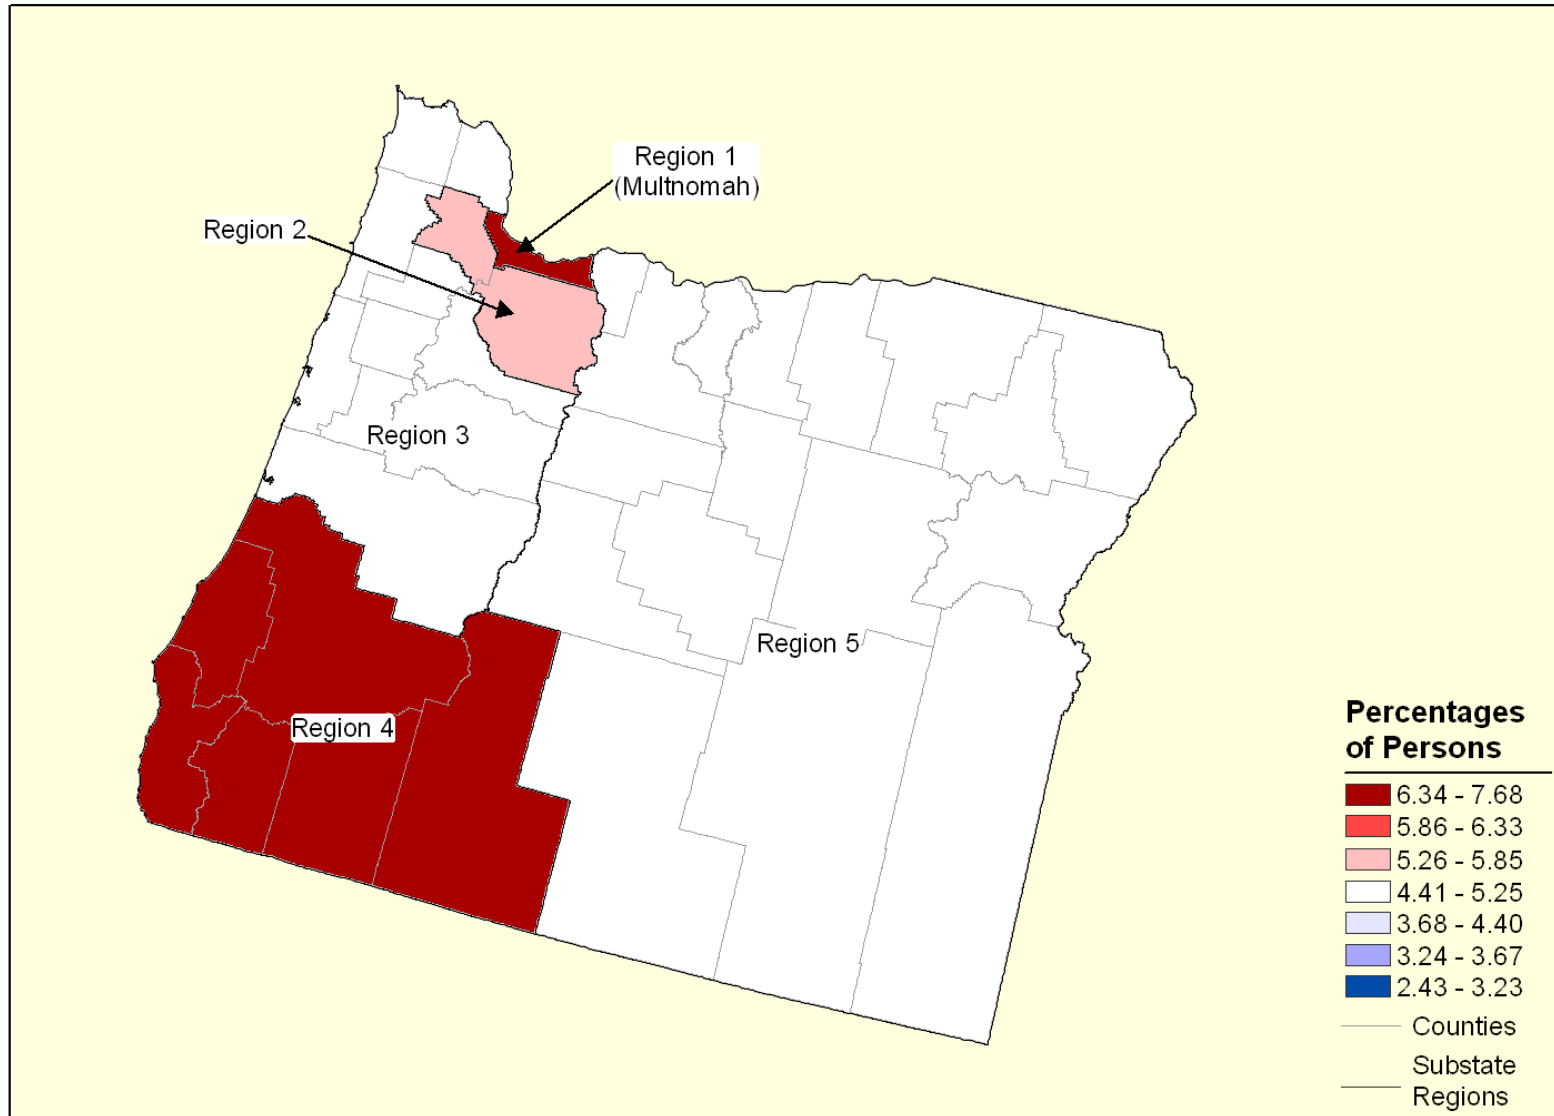 Region 1
(Multnomah)
Region 2
Region 3
Region 5
Region 4
Percentages
of Persons
6.34 - 7.68
5.86 - 6.33
5.26 - 5.85
4.41 - 5.25
3.68 - 4.40
3.24 - 3.67
2.43 - 3.23
Counties
Substate
Regions